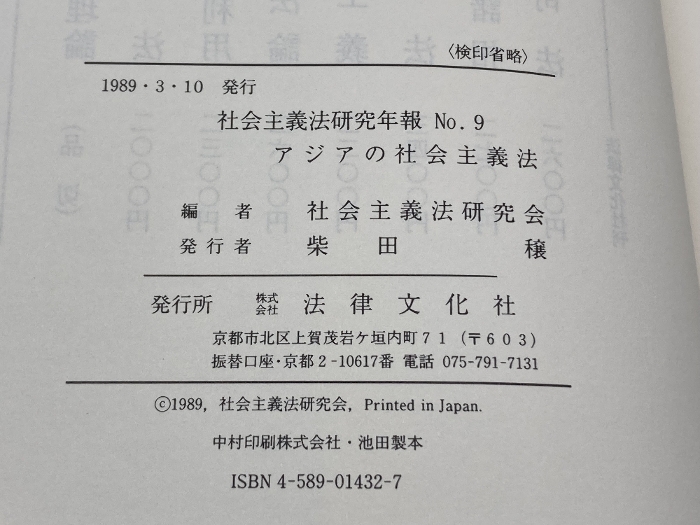 〈検印省略〉
1989・3・10 発行
社会主義法研究年報 No. 9
アジアの社会主義法
編者 社会主義法研究会
発行者 柴田穣
発行所 株式会社 法律文化社
京都市北区上賀茂岩ケ垣内町71 (〒603)
振替口座・京都2-10617番 電話 075-791-7131
©1989, 社会主義法研究会, Printed in Japan.
中村印刷株式会社・池田製本
ISBN 4-589-01432-7